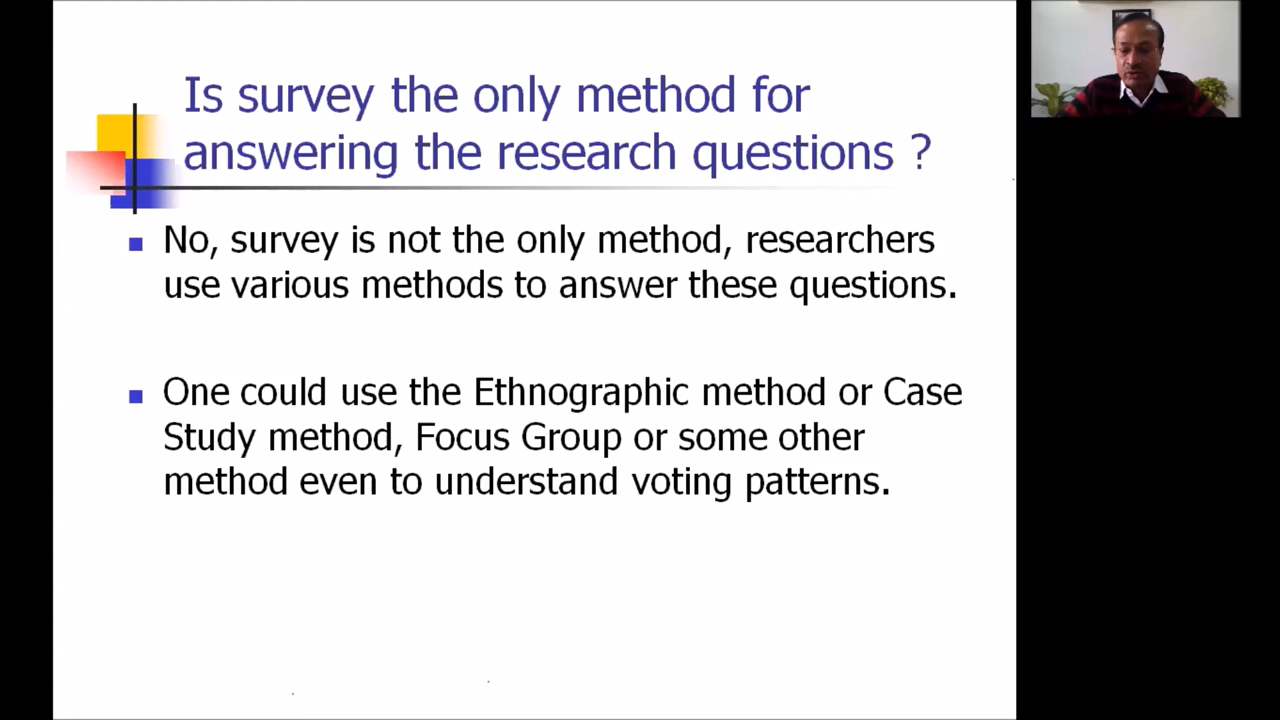 Is survey the only method for
answering the research questions ?
No, survey is not the only method, researchers
use various methods to answer these questions.
One could use the Ethnographic method or Case
Study method, Focus Group or some other
method even to understand voting patterns.